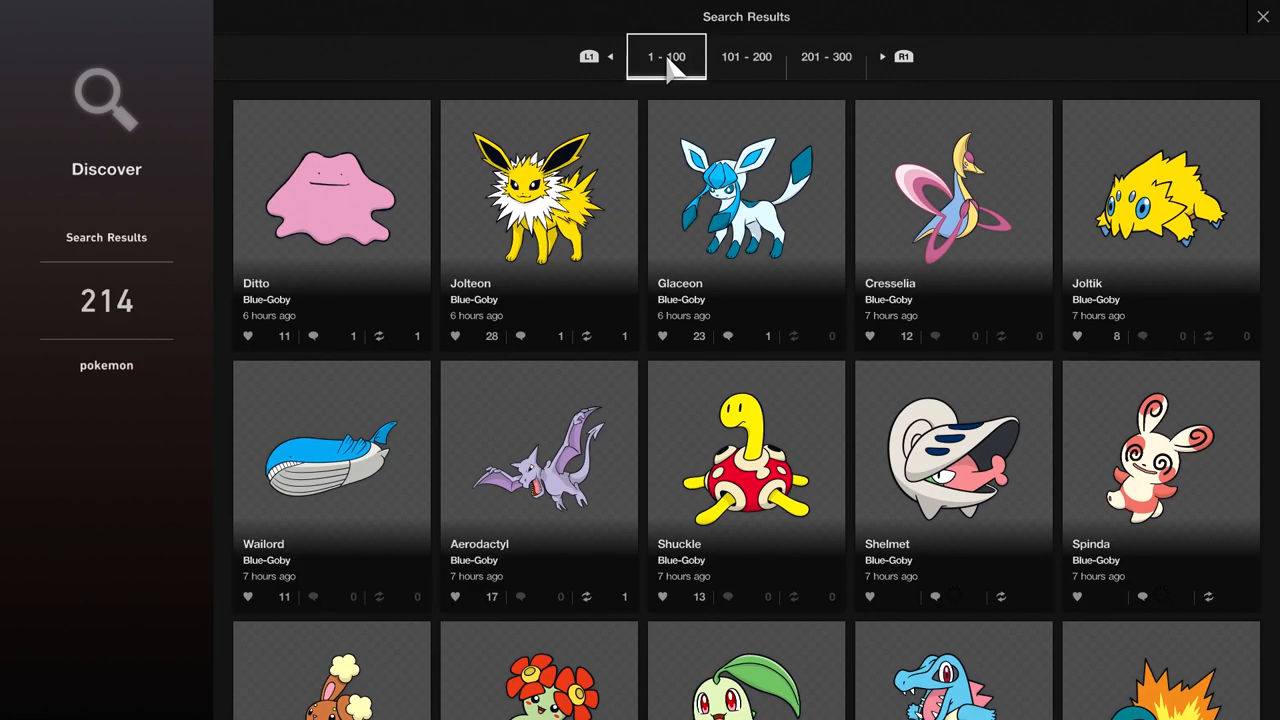 Search Results
L1 1 - 100 101 - 200 201 - 300 R1
Discover
Search Results
214
pokemon
Ditto
Blue-Goby
6 hours ago
11 1 1
Jolteon
Blue-Goby
6 hours ago
28 1 1
Glaceon
Blue-Goby
6 hours ago
23 1 0
Cresselia
Blue-Goby
7 hours ago
12 0 0
Joltik
Blue-Goby
7 hours ago
8 0 0
Wailord
Blue-Goby
7 hours ago
11 0 0
Aerodactyl
Blue-Goby
7 hours ago
17 0 1
Shuckle
Blue-Goby
7 hours ago
13 0 0
Shelmet
Blue-Goby
7 hours ago
Spinda
Blue-Goby
7 hours ago